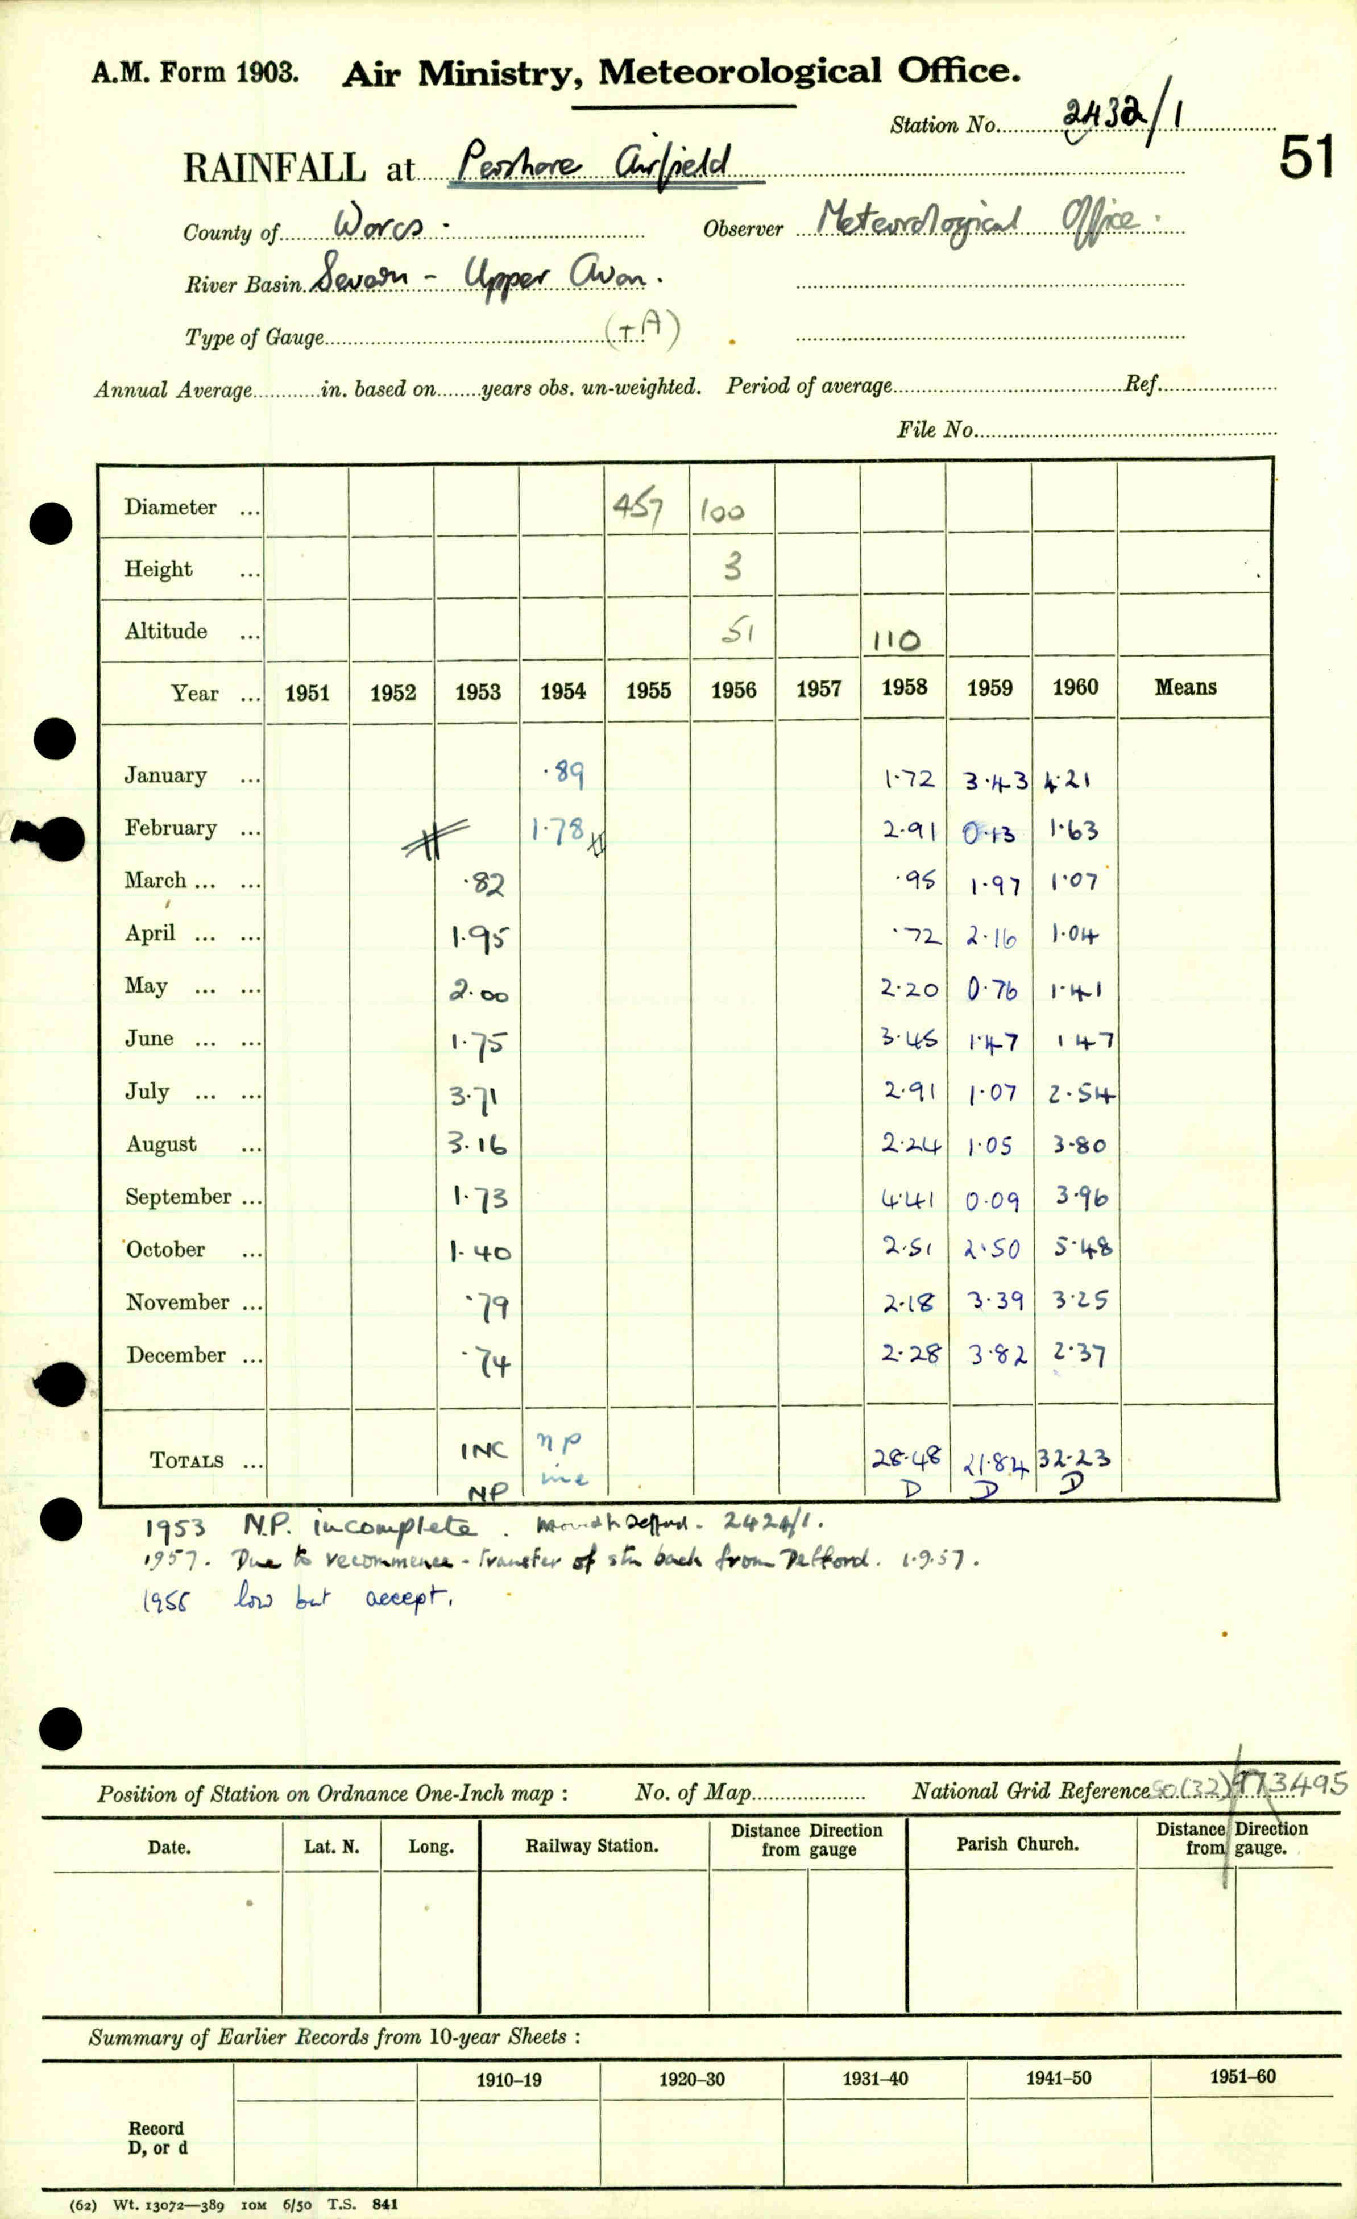 A.M. Form 1903. Air Ministry, Meteorological Office.
Station No. 2432/1
51
RAINFALL at Pershore Airfield
County of Worcs. Observer Meteorological Office.
River Basin Severn - Upper Avon.
Type of Gauge (TA)
Annual Average in. based on years obs. un-weighted. Period of average Ref.
File No.
Diameter ... 457 100
Height ... 3
Altitude ... 51 110
Year ... 1951 1952 1953 1954 1955 1956 1957 1958 1959 1960 Means
January ... ·89 1·72 3·43 4·21
February ... 1·78 2·91 0·13 1·63
March ... ... ·82 ·95 1·97 1·07
April ... ... 1·95 ·72 2·16 1·04
May ... ... 2·00 2·20 0·76 1·41
June ... ... 1·75 3·45 1·47 1 47
July ... ... 3·71 2·91 1·07 2·54
August ... 3·16 2·24 1·05 3·80
September ... 1·73 4·41 0·09 3·96
October ... 1·40 2·51 2·50 5·48
November ... ·79 2·18 3·39 3·25
December ... ·74 2·28 3·82 2·37
TOTALS ... INC NP 28·48 21·84 32·23
NP inc D D D
1953 N.P. incomplete. Moved to Defford. 2424/1.
1957. Due to recommence - transfer of stn back from Defford. 1.9.57.
1958 low but accept.
Position of Station on Ordnance One-Inch map : No. of Map National Grid Reference SO(32) 973495
Date. Lat. N. Long. Railway Station. Distance Direction from gauge Parish Church. Distance Direction from gauge.
Summary of Earlier Records from 10-year Sheets :
1910–19 1920–30 1931–40 1941–50 1951–60
Record
D, or d
(62) Wt. 13072—389 10M 6/50 T.S. 841